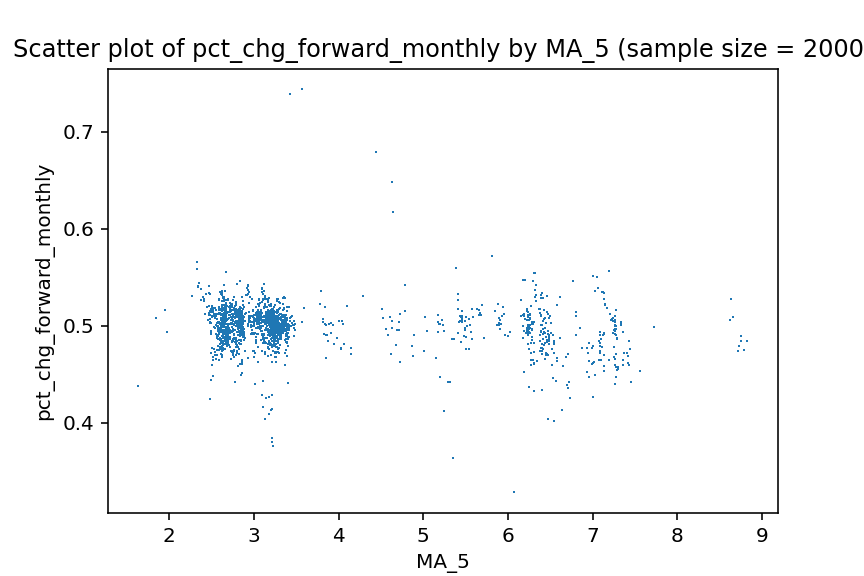 Scatter plot of pct_chg_forward_monthly by MA_5 (sample size = 2000
0.7
0.6
0.5
0.4
pct_chg_forward_monthly
2 3 4 5 6 7 8 9
MA_5